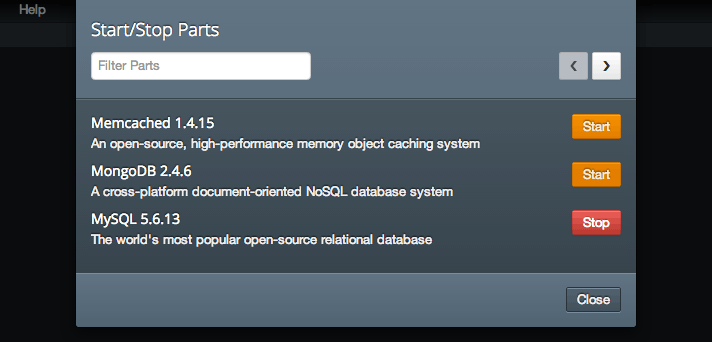 Help
Start/Stop Parts
Filter Parts
Memcached 1.4.15
Start
An open-source, high-performance memory object caching system
MongoDB 2.4.6
Start
A cross-platform document-oriented NoSQL database system
MySQL 5.6.13
Stop
The world's most popular open-source relational database
Close